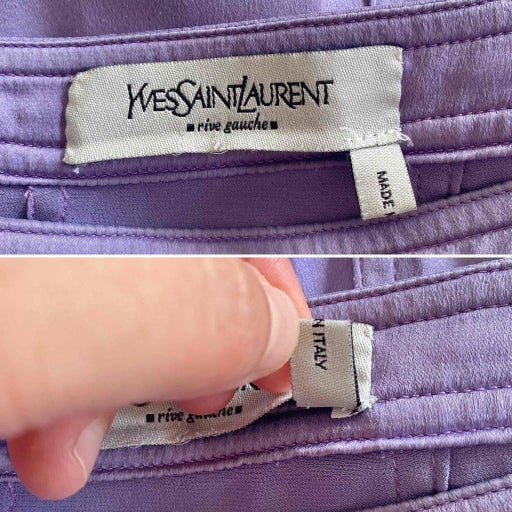 YVESSAINTLAURENT
rive gauche
MADE
N ITALY
rive gauche